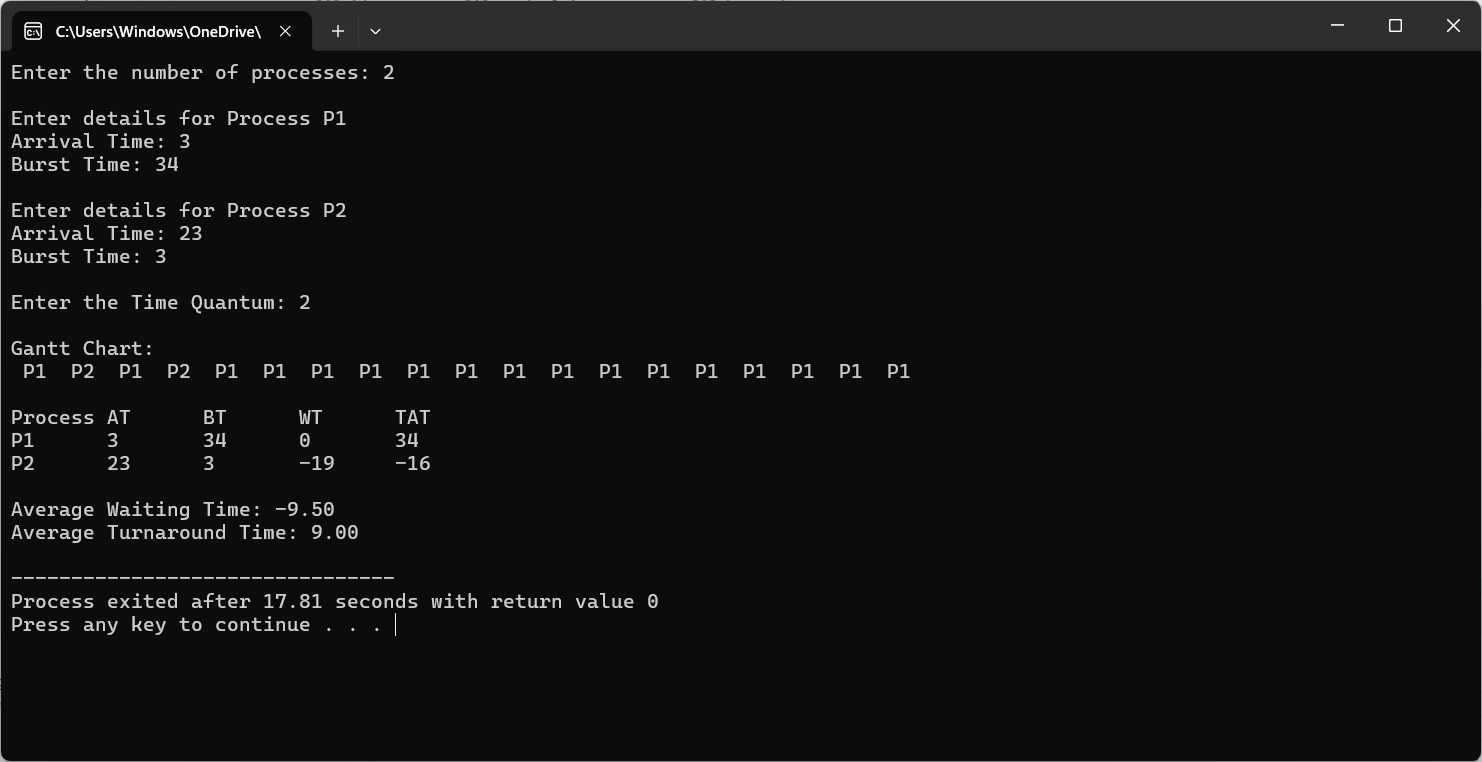 C:\Users\Windows\OneDrive\
Enter the number of processes: 2
Enter details for Process P1
Arrival Time: 3
Burst Time: 34
Enter details for Process P2
Arrival Time: 23
Burst Time: 3
Enter the Time Quantum: 2
Gantt Chart:
P1 P2 P1 P2 P1 P1 P1 P1 P1 P1 P1 P1 P1 P1 P1 P1 P1 P1 P1
Process AT BT WT TAT
P1 3 34 0 34
P2 23 3 -19 -16
Average Waiting Time: -9.50
Average Turnaround Time: 9.00
--------------------------------
Process exited after 17.81 seconds with return value 0
Press any key to continue . . .